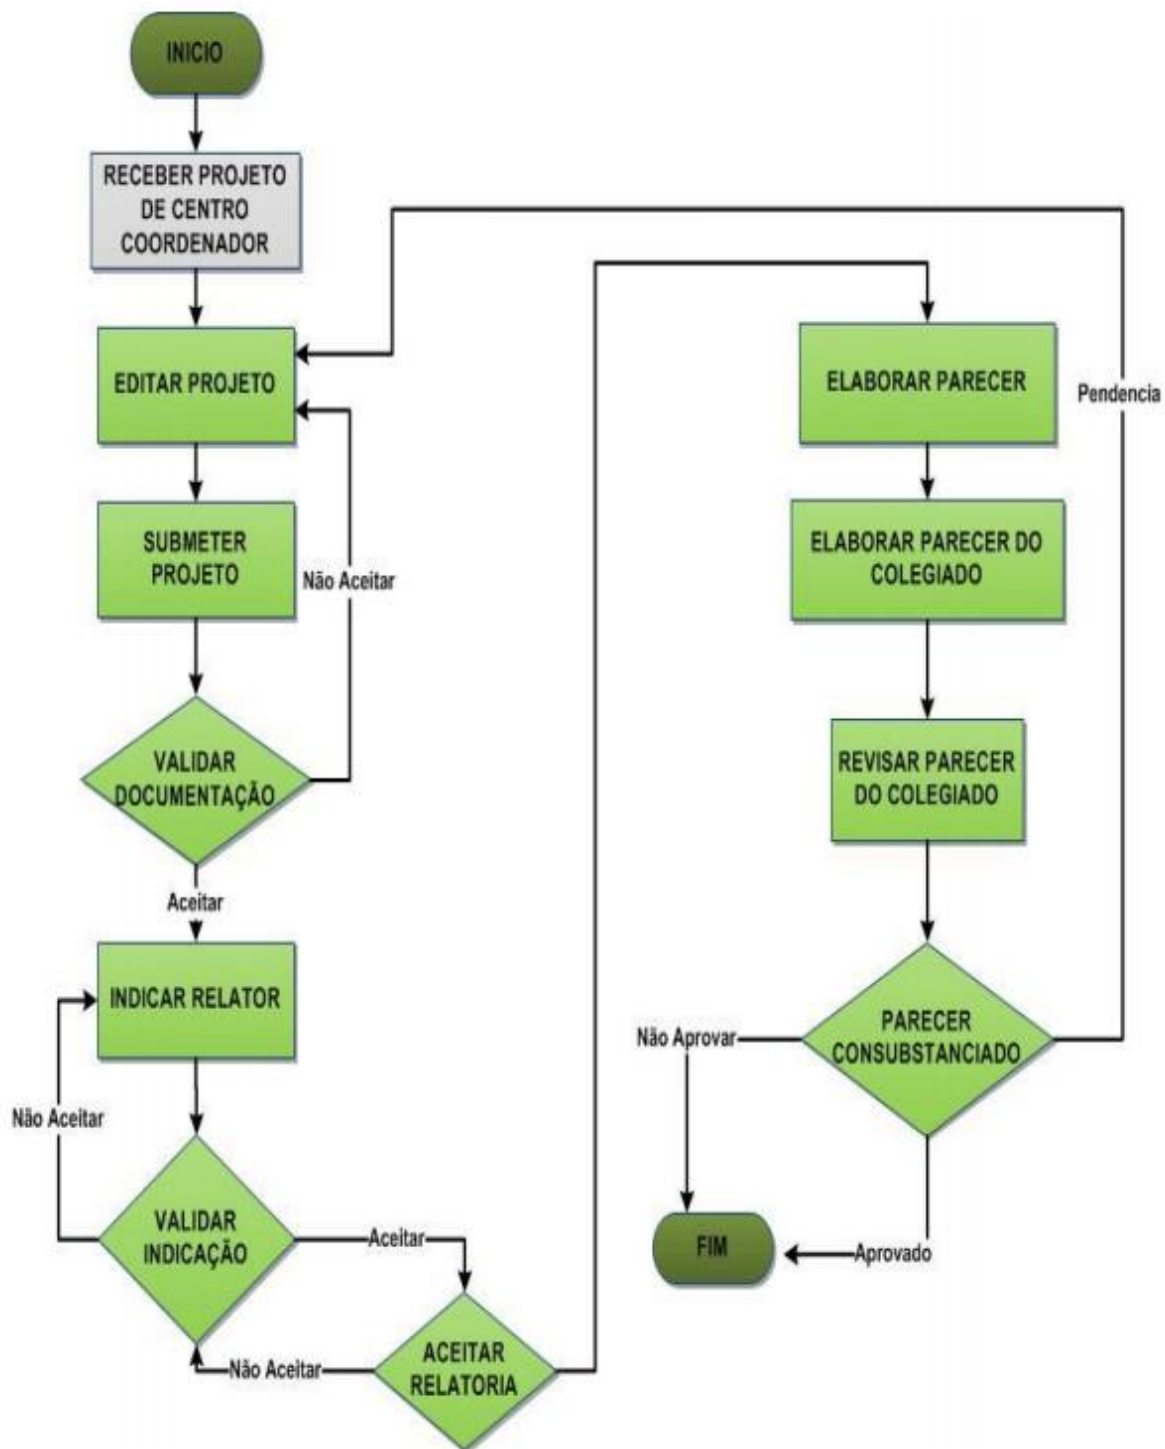 INICIO
RECEBER PROJETO
DE CENTRO
COORDENADOR
EDITAR PROJETO
SUBMETER
PROJETO
Não Aceitar
VALIDAR
DOCUMENTAÇÃO
Aceitar
INDICAR RELATOR
Não Aceitar
VALIDAR
INDICAÇÃO
Aceitar
ACEITAR
RELATORIA
Não Aceitar
ELABORAR PARECER
Pendencia
ELABORAR PARECER DO
COLEGIADO
REVISAR PARECER
DO COLEGIADO
PARECER
CONSUBSTANCIADO
Não Aprovar
FIM
Aprovado